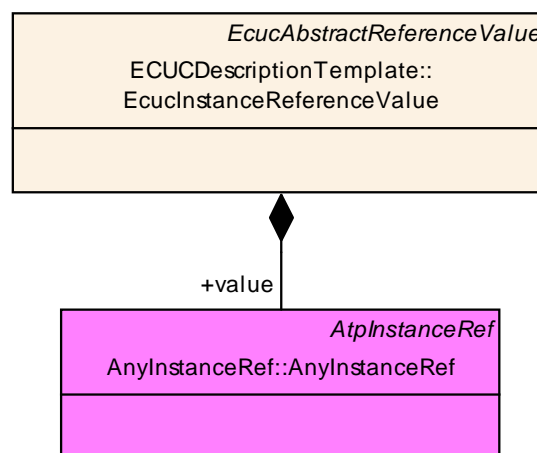 EcucAbstractReferenceValue
ECUCDescriptionTemplate::
EcucInstanceReferenceValue
+value
AtpInstanceRef
AnyInstanceRef::AnyInstanceRef